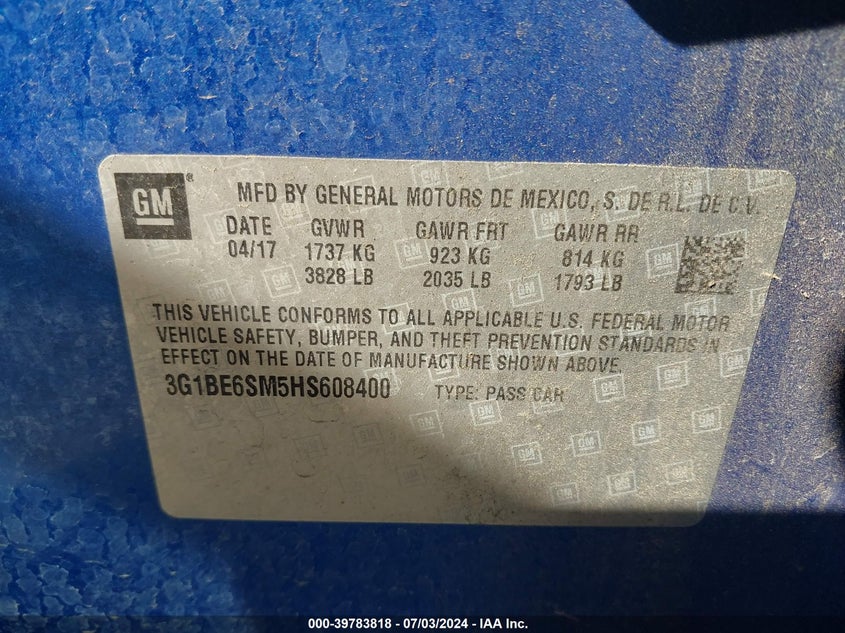 GM ® MFD BY GENERAL MOTORS DE MEXICO, S. DE R.L. DE C.V.
DATE GVWR GAWR FRT GAWR RR
04/17 1737 KG 923 KG 814 KG
3828 LB 2035 LB 1793 LB
THIS VEHICLE CONFORMS TO ALL APPLICABLE U.S. FEDERAL MOTOR
VEHICLE SAFETY, BUMPER, AND THEFT PREVENTION STANDARDS IN
EFFECT ON THE DATE OF MANUFACTURE SHOWN ABOVE.
3G1BE6SM5HS608400 TYPE: PASS CAR
000-39783818 - 07/03/2024 - IAA Inc.